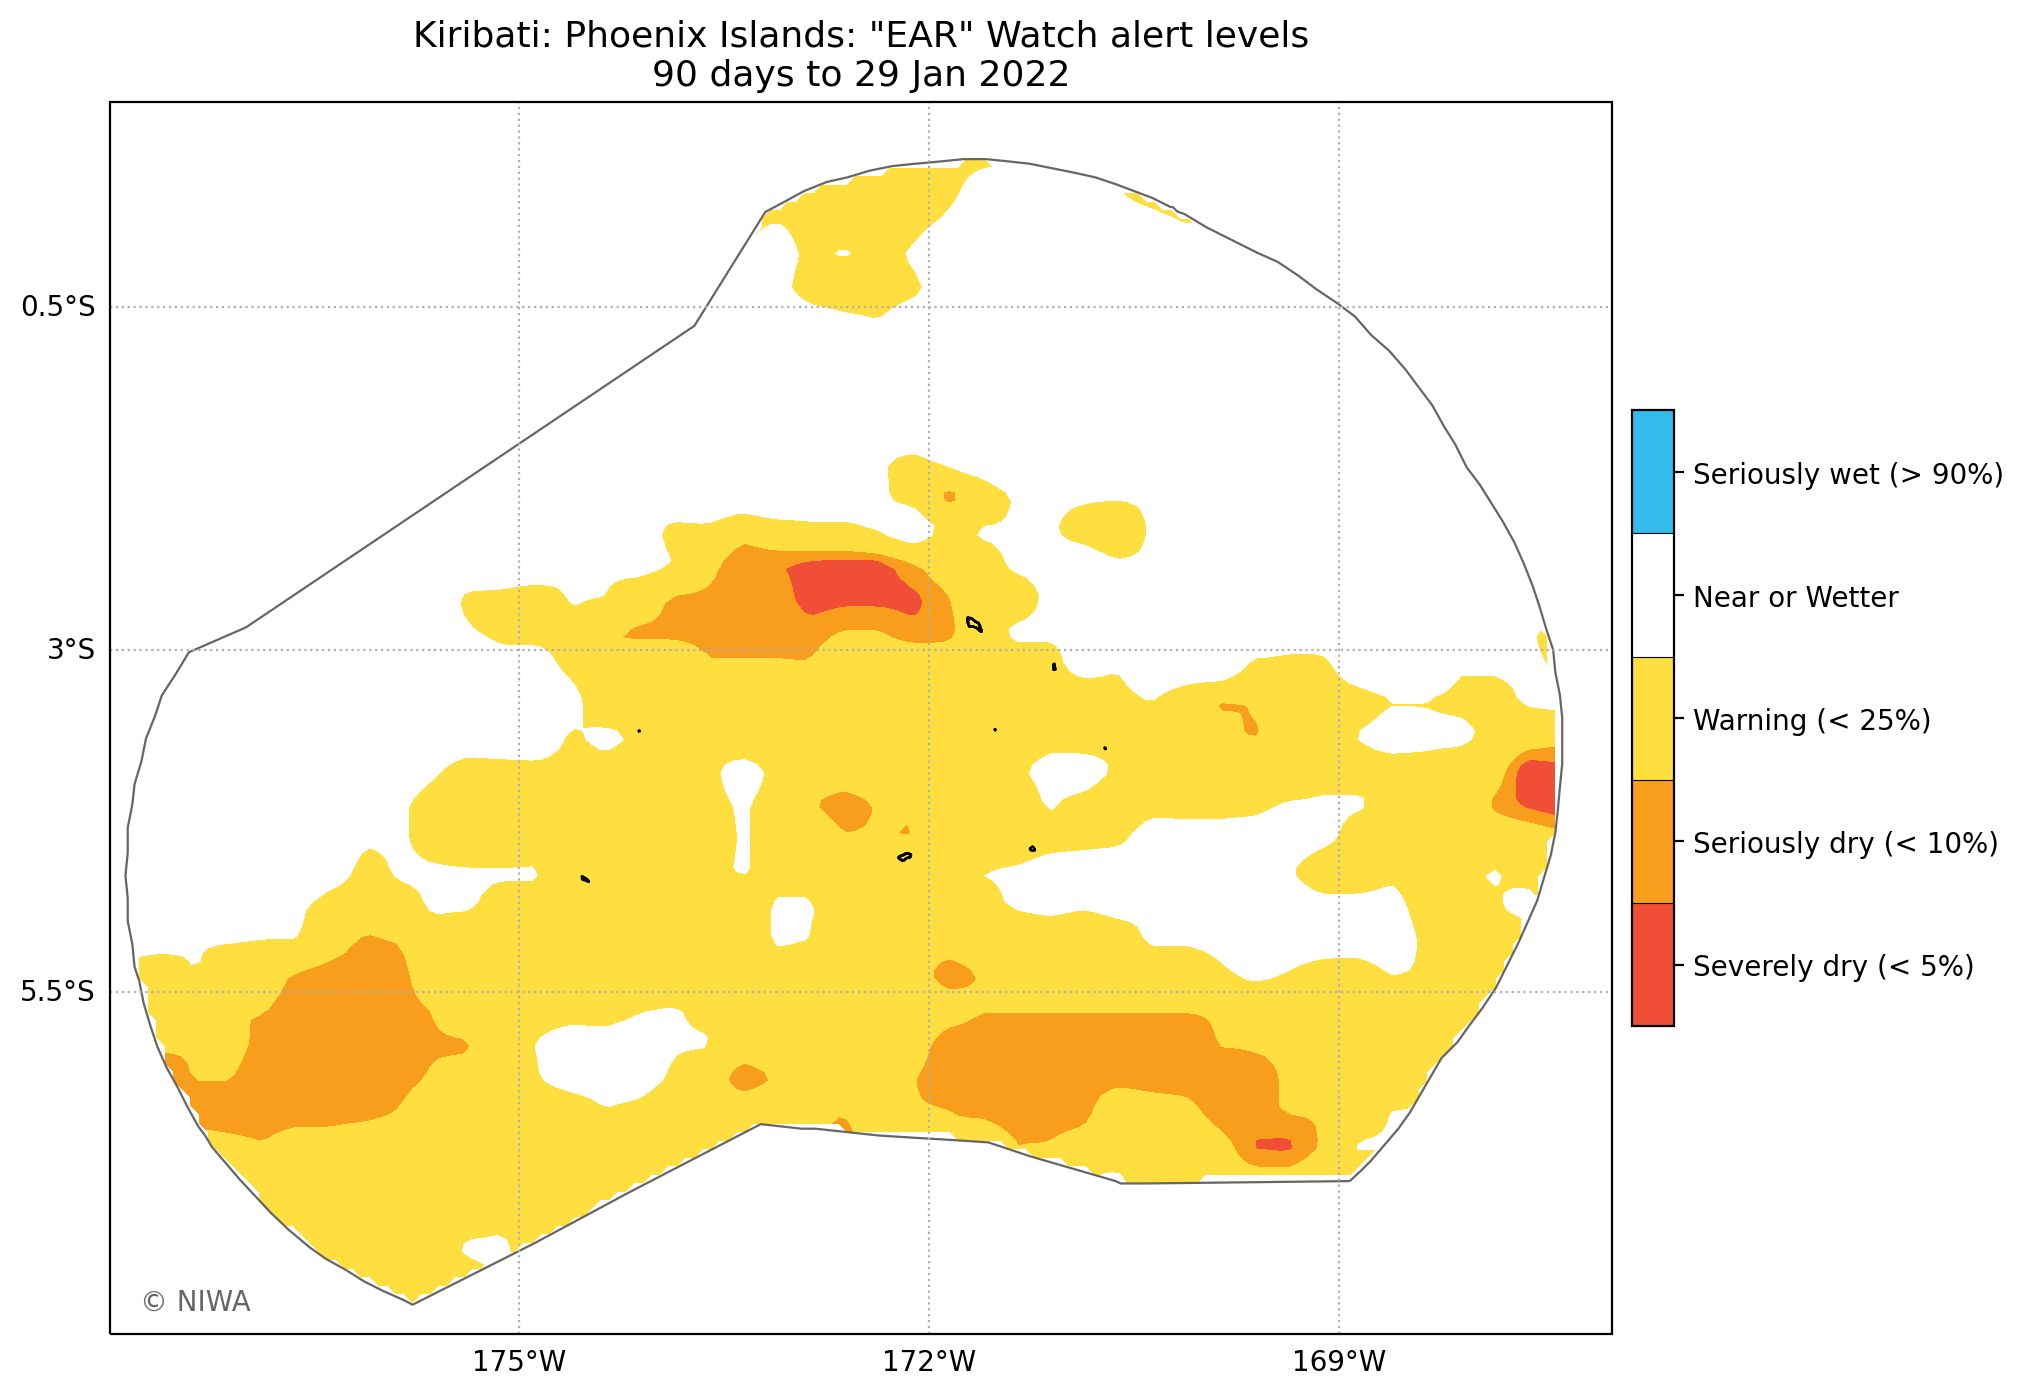 Kiribati: Phoenix Islands: "EAR" Watch alert levels
90 days to 29 Jan 2022
0.5°S
3°S
5.5°S
175°W
172°W
169°W
Seriously wet (> 90%)
Near or Wetter
Warning (< 25%)
Seriously dry (< 10%)
Severely dry (< 5%)
© NIWA